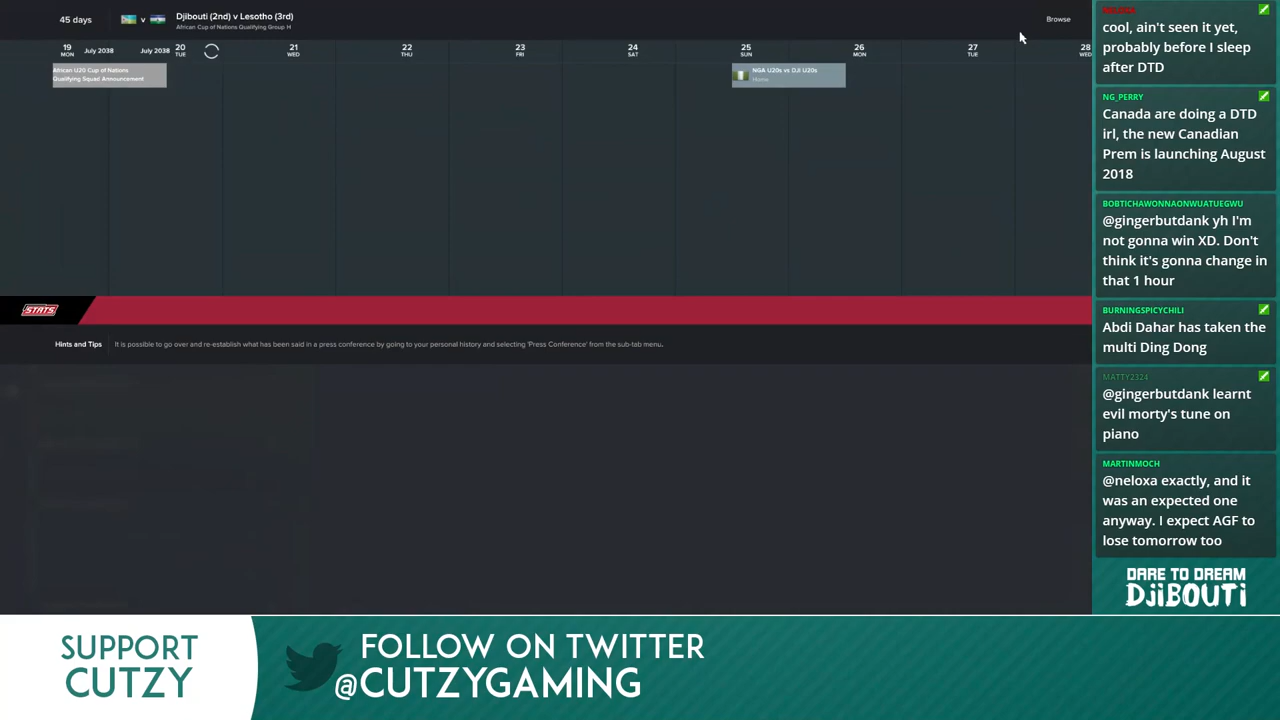 45 days
v
Djibouti (2nd) v Lesotho (3rd)
African Cup of Nations Qualifying Group H
Browse
19
MON
July 2038
July 2038
20
TUE
21
WED
22
THU
23
FRI
24
SAT
25
SUN
26
MON
27
TUE
28
WED
African U20 Cup of Nations
Qualifying Squad Announcement
NGA U20s vs DJI U20s
Home
STATS
Hints and Tips
It is possible to go over and re-establish what has been said in a press conference by going to your personal history and selecting 'Press Conference' from the sub-tab menu.
cool, ain't seen it yet,
probably before I sleep
after DTD
NG_PERRY
Canada are doing a DTD
irl, the new Canadian
Prem is launching August
2018
BOBTICHAWONNAONWUATUEGWU
@gingerbutdank yh I'm
not gonna win XD. Don't
think it's gonna change in
that 1 hour
BURNINGSPICYCHILI
Abdi Dahar has taken the
multi Ding Dong
MATTY2324
@gingerbutdank learnt
evil morty's tune on
piano
MARTINMOCH
@neloxa exactly, and it
was an expected one
anyway. I expect AGF to
lose tomorrow too
DARE TO DREAM
DJIBOUTI
SUPPORT
CUTZY
FOLLOW ON TWITTER
@CUTZYGAMING